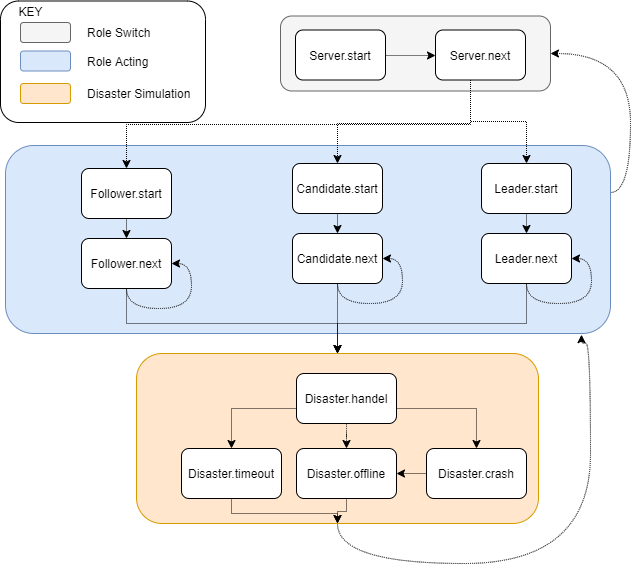 KEY
Role Switch
Role Acting
Disaster Simulation
Server.start
Server.next
Follower.start
Candidate.start
Leader.start
Follower.next
Candidate.next
Leader.next
Disaster.handel
Disaster.timeout
Disaster.offline
Disaster.crash